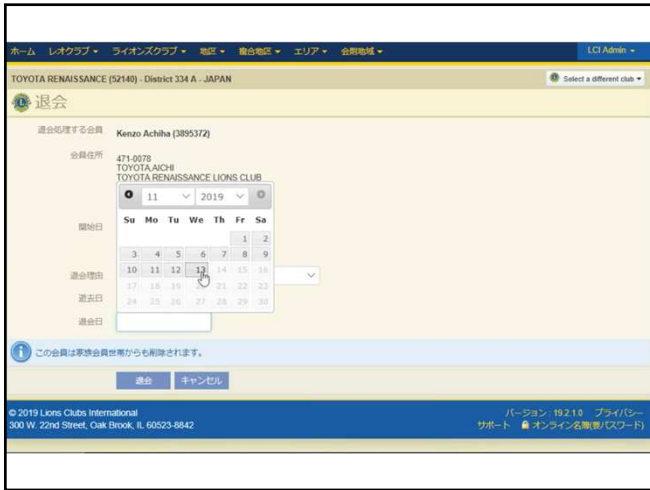 ホーム レオクラブ ライオンズクラブ 地区 複合地区 エリア 会則地域 LCI Admin
TOYOTA RENAISSANCE (52140) - District 334 A - JAPAN Select a different club
退会
退会処理する会員 Kenzo Achiha (3895372)
会員住所 471-0078
TOYOTA,AICHI
TOYOTA RENAISSANCE LIONS CLUB
11 2019
Su Mo Tu We Th Fr Sa
開始日
1 2
3 4 5 6 7 8 9
10 11 12 13 14 15 16
退会理由
17 18 19 20 21 22 23
逝去日
24 25 26 27 28 29 30
退会日
この会員は家族会員世帯からも削除されます。
退会 キャンセル
© 2019 Lions Clubs International バージョン : 19.2.1.0 プライバシー
300 W. 22nd Street, Oak Brook, IL 60523-8842 サポート オンライン名簿(要パスワード)